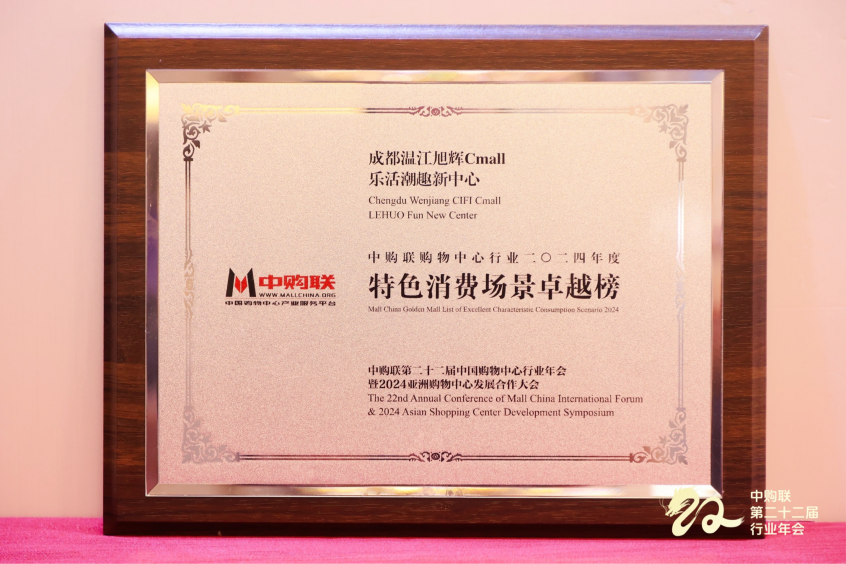 成都温江旭辉Cmall
乐活潮趣新中心
Chengdu Wenjiang CIFI Cmall
LEHUO Fun New Center
中购联购物中心行业二〇二四年度
特色消费场景卓越榜
Mall China Golden Mall List of Excellent Characteristic Consumption Scenario 2024
中购联
WWW.MALLCHINA.ORG
中国购物中心产业服务平台
中购联第二十二届中国购物中心行业年会
暨2024亚洲购物中心发展合作大会
The 22nd Annual Conference of Mall China International Forum
& 2024 Asian Shopping Center Development Symposium
中购联
第二十二届
行业年会